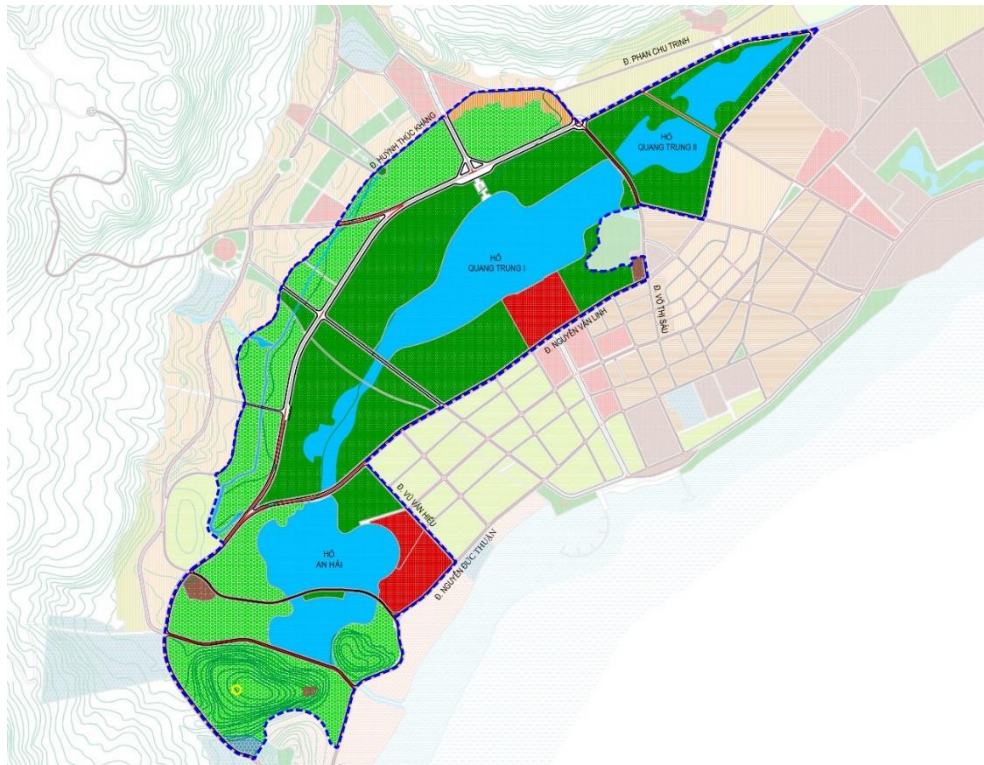 Đ. PHAN CHU TRINH
Đ. HUỲNH THÚC KHÁNG
HỒ
QUANG TRUNG II
HỒ
QUANG TRUNG I
Đ. VÕ THỊ SÁU
Đ. NGUYỄN VĂN LINH
Đ. VŨ VĂN HIẾU
HỒ
AN HẢI
Đ. NGUYỄN ĐỨC THUẬN